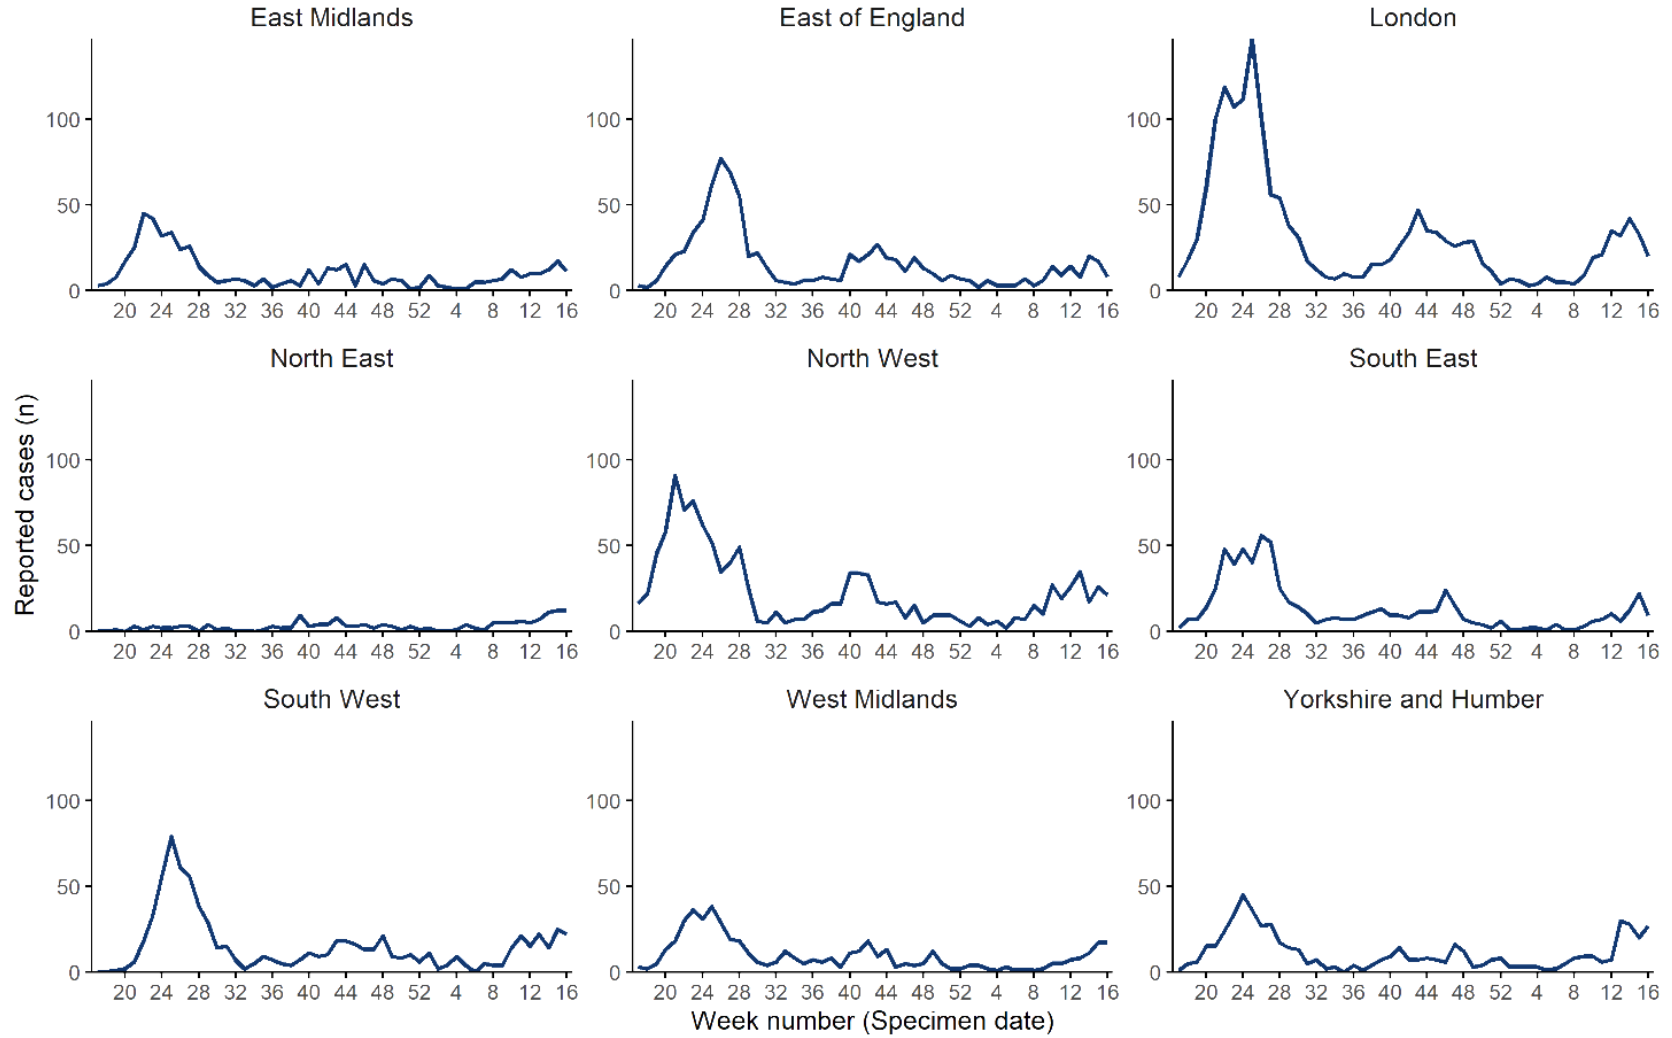 East Midlands East of England London
100 100 100
50 50 50
0 0 0
20 24 28 32 36 40 44 48 52 4 8 12 16 20 24 28 32 36 40 44 48 52 4 8 12 16 20 24 28 32 36 40 44 48 52 4 8 12 16
North East North West South East
Reported cases (n)
100 100 100
50 50 50
0 0 0
20 24 28 32 36 40 44 48 52 4 8 12 16 20 24 28 32 36 40 44 48 52 4 8 12 16 20 24 28 32 36 40 44 48 52 4 8 12 16
South West West Midlands Yorkshire and Humber
100 100 100
50 50 50
0 0 0
20 24 28 32 36 40 44 48 52 4 8 12 16 20 24 28 32 36 40 44 48 52 4 8 12 16 20 24 28 32 36 40 44 48 52 4 8 12 16
Week number (Specimen date)